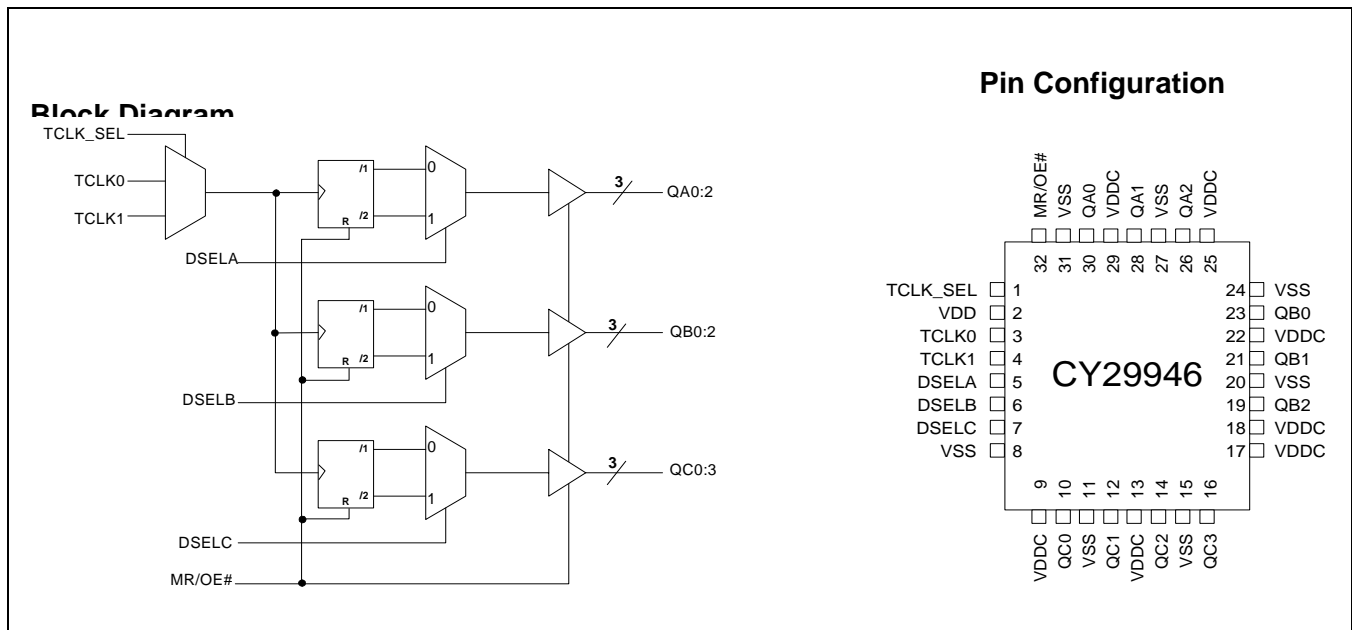 Block Diagram
Pin Configuration
TCLK_SEL
TCLK0
TCLK1
/1
0
/2
1
R
3
QA0:2
DSELA
/1
0
/2
1
R
3
QB0:2
DSELB
/1
0
/2
1
R
3
QC0:3
DSELC
MR/OE#
MR/OE#
VSS
QA0
VDDC
QA1
VSS
QA2
VDDC
32
31
30
29
28
27
26
25
TCLK_SEL 1
VDD 2
TCLK0 3
TCLK1 4
DSELA 5
DSELB 6
DSELC 7
VSS 8
CY29946
24 VSS
23 QB0
22 VDDC
21 QB1
20 VSS
19 QB2
18 VDDC
17 VDDC
9
10
11
12
13
14
15
16
VDDC
QC0
VSS
QC1
VDDC
QC2
VSS
QC3